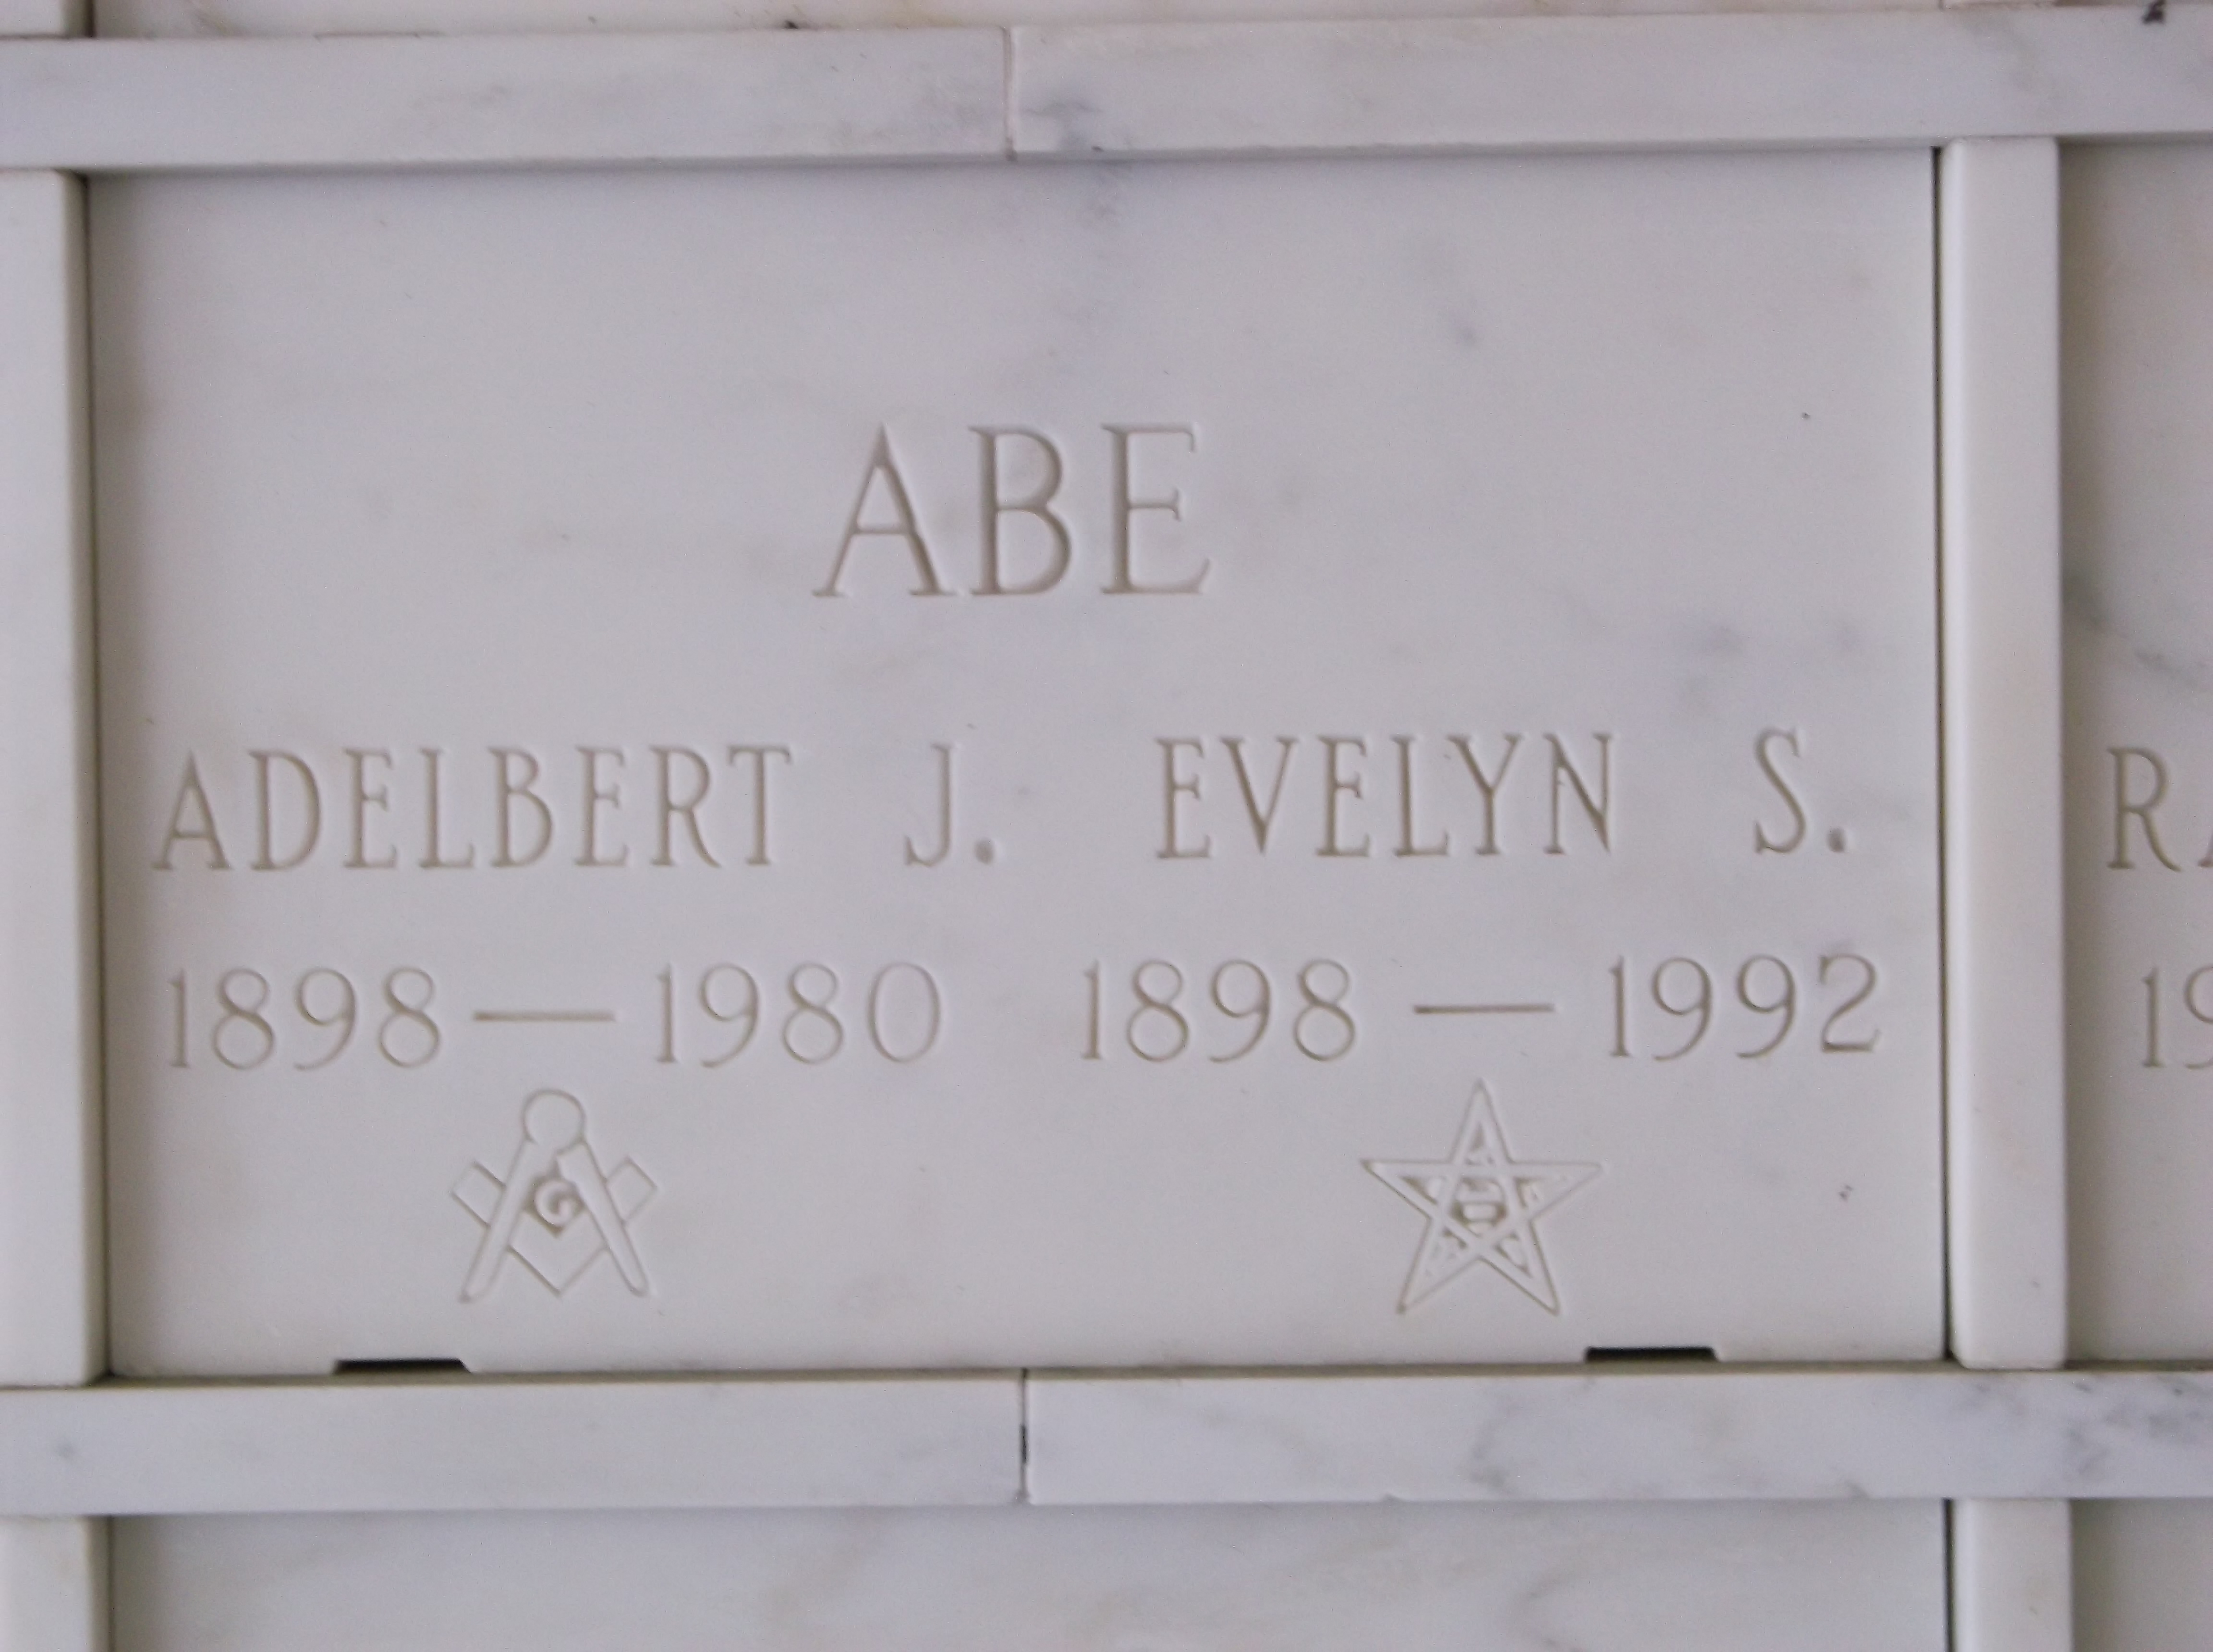 ABE
ADELBERT J. EVELYN S.
1898—1980 1898—1992
G